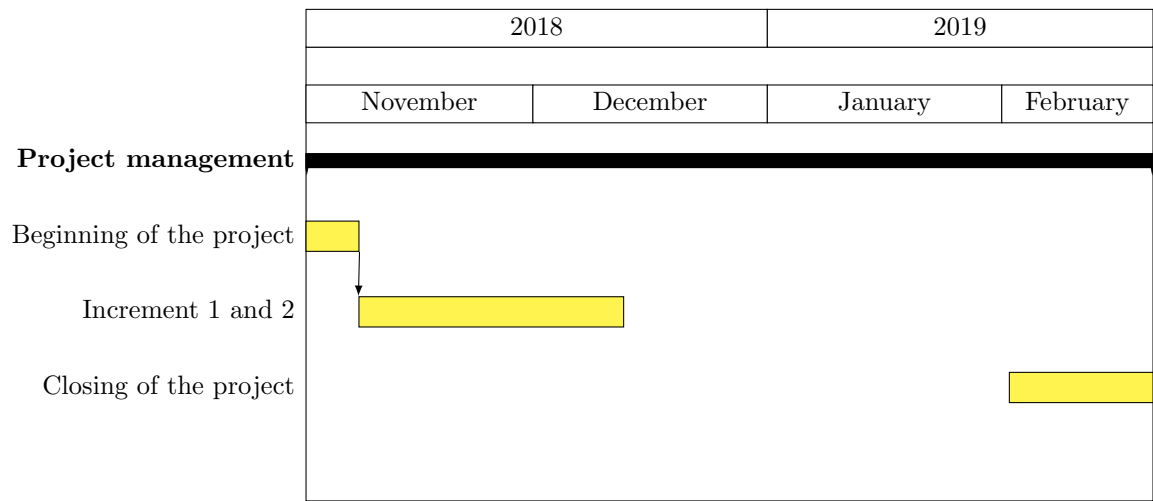 2018 2019
November December January February
Project management
Beginning of the project
Increment 1 and 2
Closing of the project